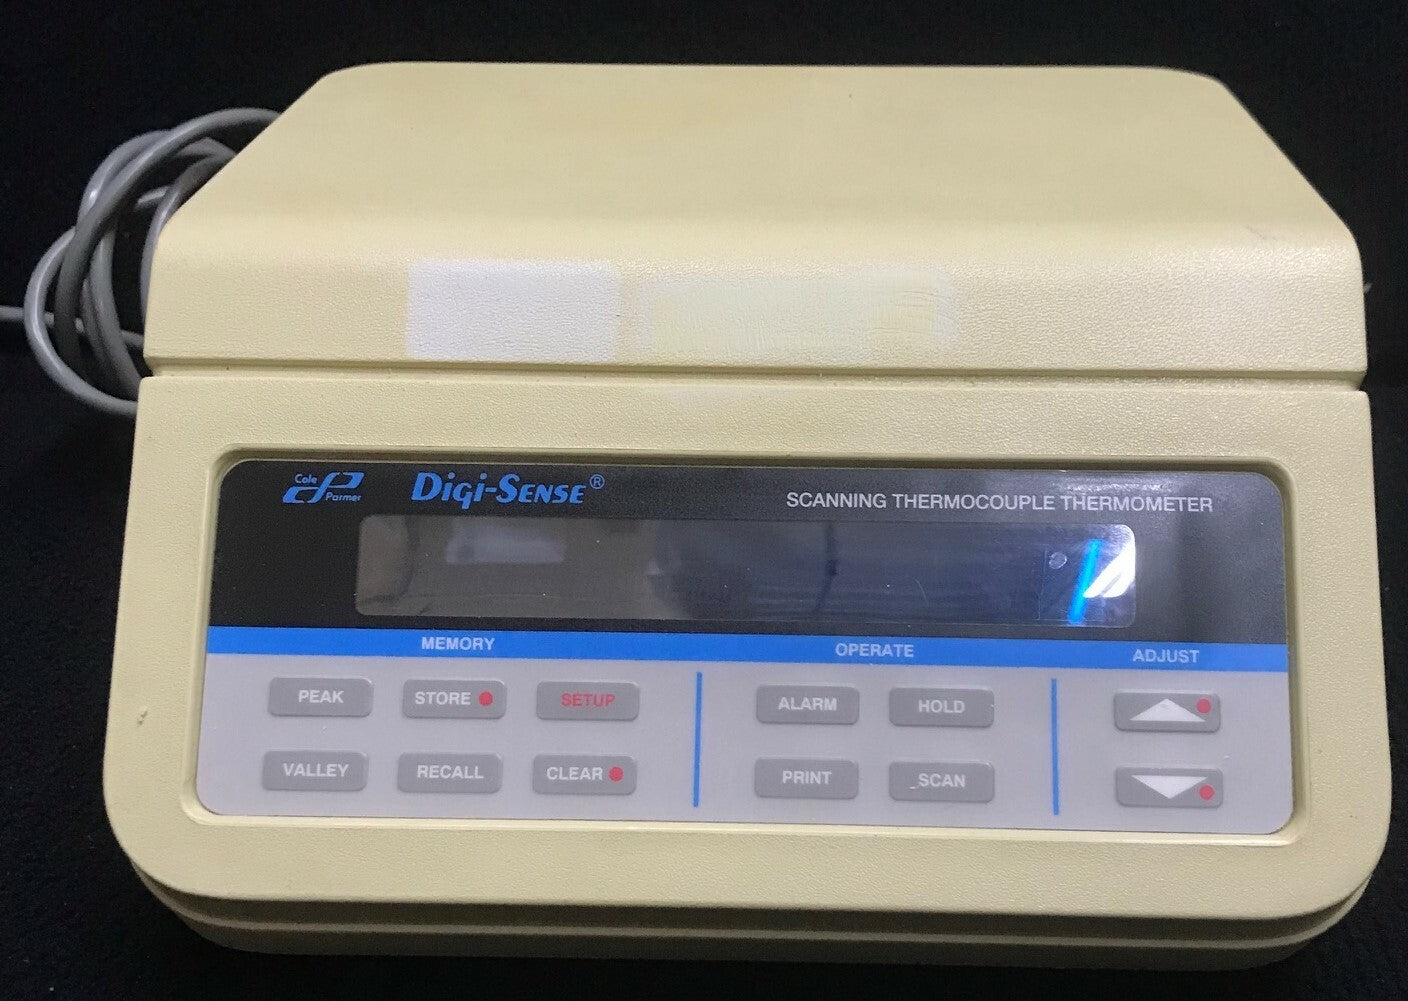 Cole
Parmer
Digi-Sense®
SCANNING THERMOCOUPLE THERMOMETER
MEMORY
OPERATE
ADJUST
PEAK
STORE
SETUP
ALARM
HOLD
VALLEY
RECALL
CLEAR
PRINT
SCAN